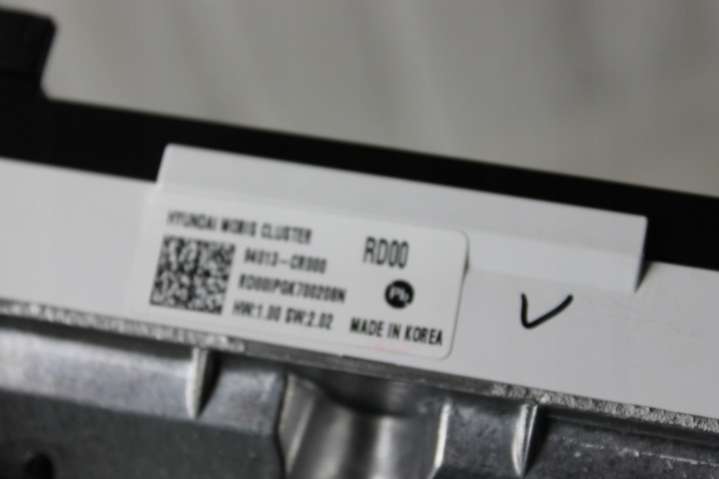 HYUNDAI MOBIS CLUSTER
RD00
94013-CR000
Pb
HW:1.00 SW:2.02
MADE IN KOREA